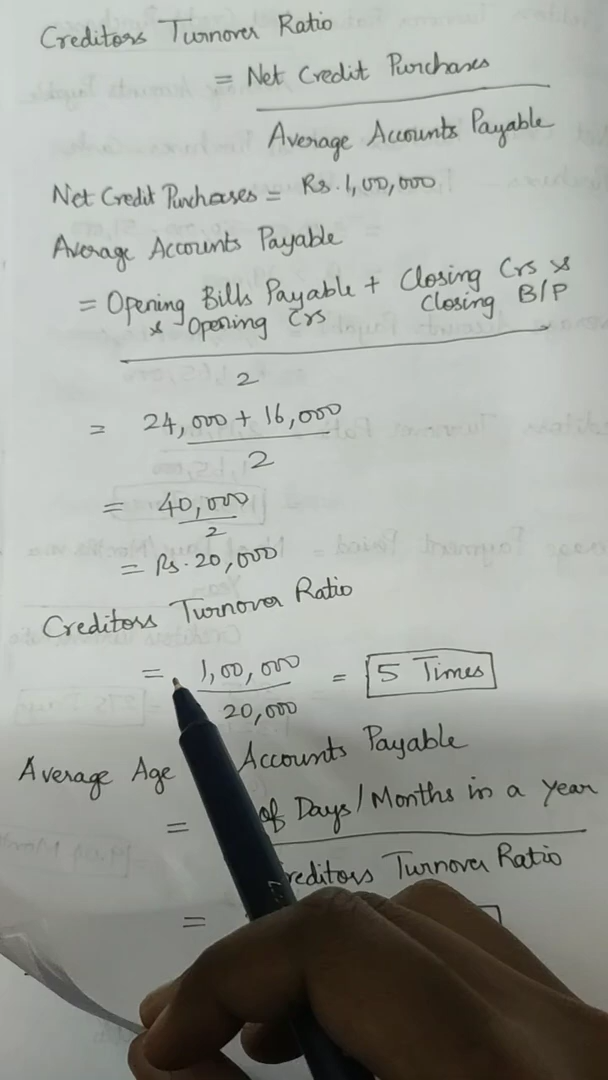 Creditors Turnover Ratio
= Net Credit Purchases
Average Accounts Payable
Net Credit Purchases = Rs. 1,00,000
Average Accounts Payable
= Opening Bills Payable + Closing Crs &
& Opening Crs Closing B/P
2
= 24,000 + 16,000
2
= 40,000
2
= Rs. 20,000
Creditors Turnover Ratio
= 1,00,000 = 5 Times
20,000
Average Age Accounts Payable
= of Days/Months in a year
reditors Turnover Ratio
=